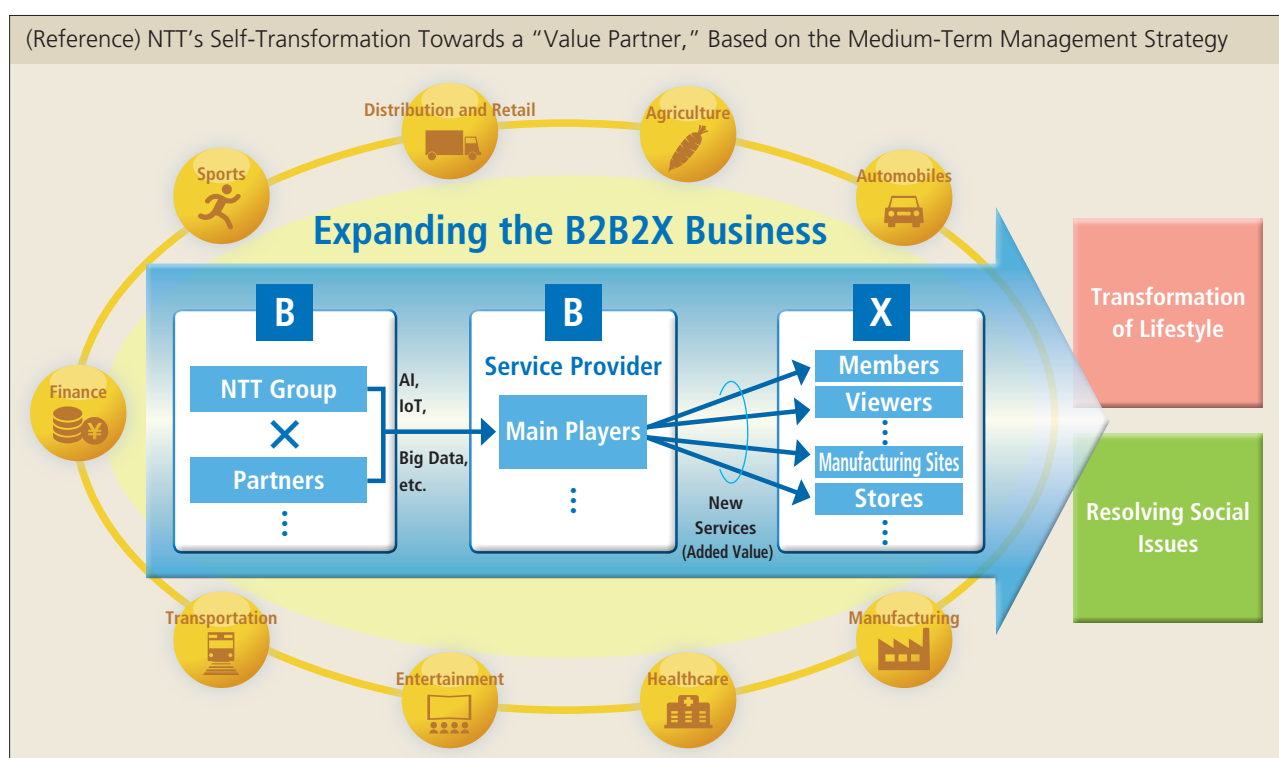 (Reference) NTT’s Self-Transformation Towards a “Value Partner,” Based on the Medium-Term Management Strategy
Distribution and Retail
Agriculture
Sports
Automobiles
Expanding the B2B2X Business
Finance
¥
B
NTT Group
×
Partners
AI,
IoT,
Big Data,
etc.
B
Service Provider
Main Players
New
Services
(Added Value)
X
Members
Viewers
Manufacturing Sites
Stores
Transformation
of Lifestyle
Resolving Social
Issues
Transportation
Entertainment
Healthcare
Manufacturing